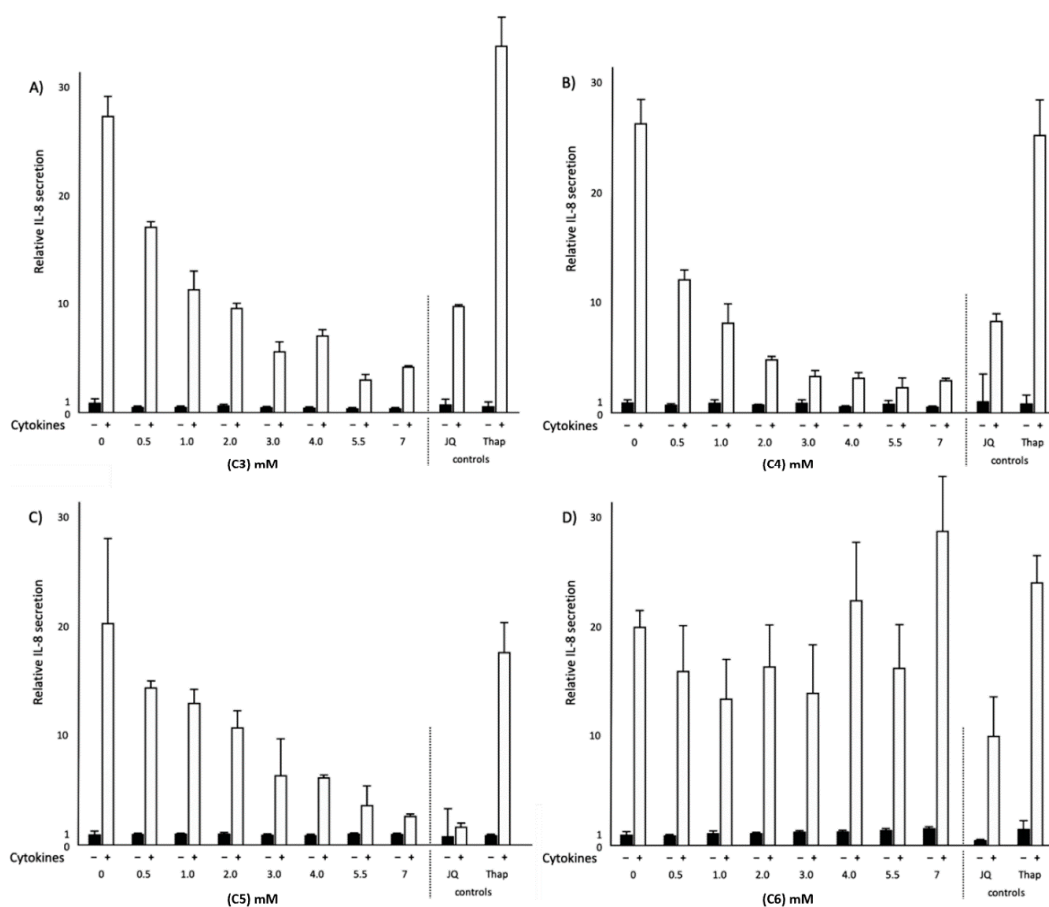 A)
Relative IL-8 secretion
30
20
10
1
0
Cytokines − + − + − + − + − + − + − + − + − + − +
0 0.5 1.0 2.0 3.0 4.0 5.5 7 JQ Thap
(C3) mM controls
B)
Relative IL-8 secretion
30
20
10
1
0
Cytokines − + − + − + − + − + − + − + − + − + − +
0 0.5 1.0 2.0 3.0 4.0 5.5 7 JQ Thap
(C4) mM controls
C)
Relative IL-8 secretion
30
20
10
1
0
Cytokines − + − + − + − + − + − + − + − + − + − +
0 0.5 1.0 2.0 3.0 4.0 5.5 7 JQ Thap
controls
(C5) mM
D)
Relative IL-8 secretion
30
20
10
1
0
Cytokines − + − + − + − + − + − + − + − + − + − +
0 0.5 1.0 2.0 3.0 4.0 5.5 7 JQ Thap
controls
(C6) mM